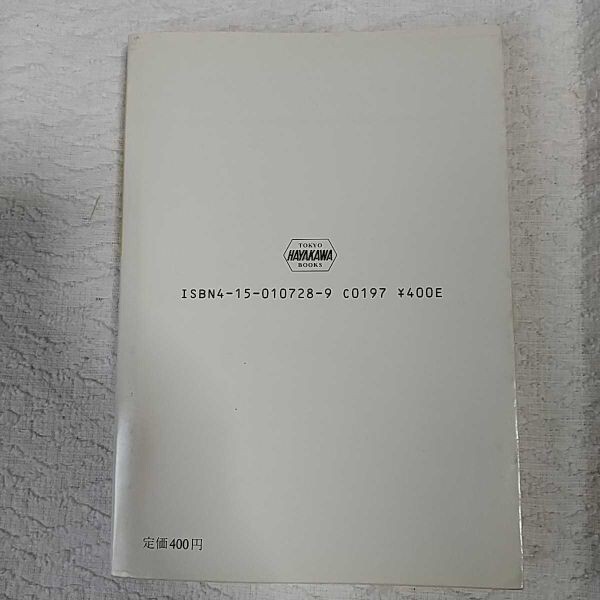 TOKYO
HAYAKAWA
BOOKS
ISBN4-15-010728-9 C0197 ¥400E
定価400円